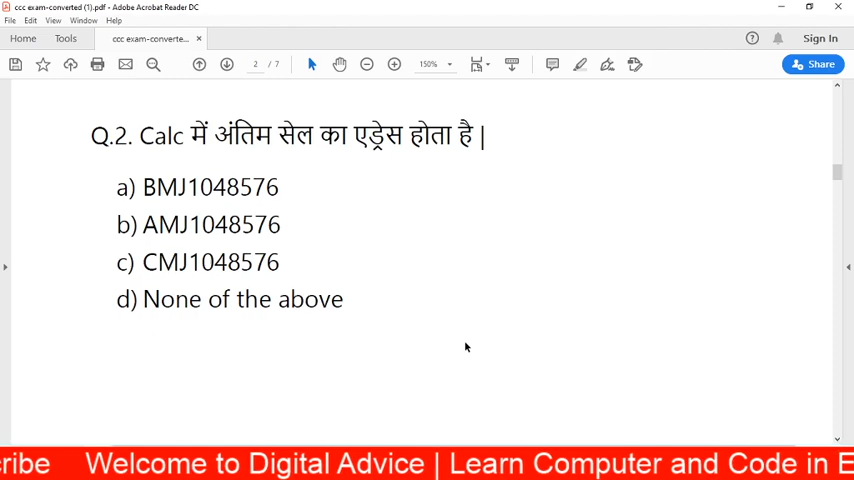 ccc exam-converted (1).pdf - Adobe Acrobat Reader DC
File Edit View Window Help
Home Tools ccc exam-converte... × Sign In
2 / 7 150% Share
Q.2. Calc में अंतिम सेल का एड्रेस होता है |
a) BMJ1048576
b) AMJ1048576
c) CMJ1048576
d) None of the above
cribe Welcome to Digital Advice | Learn Computer and Code in E